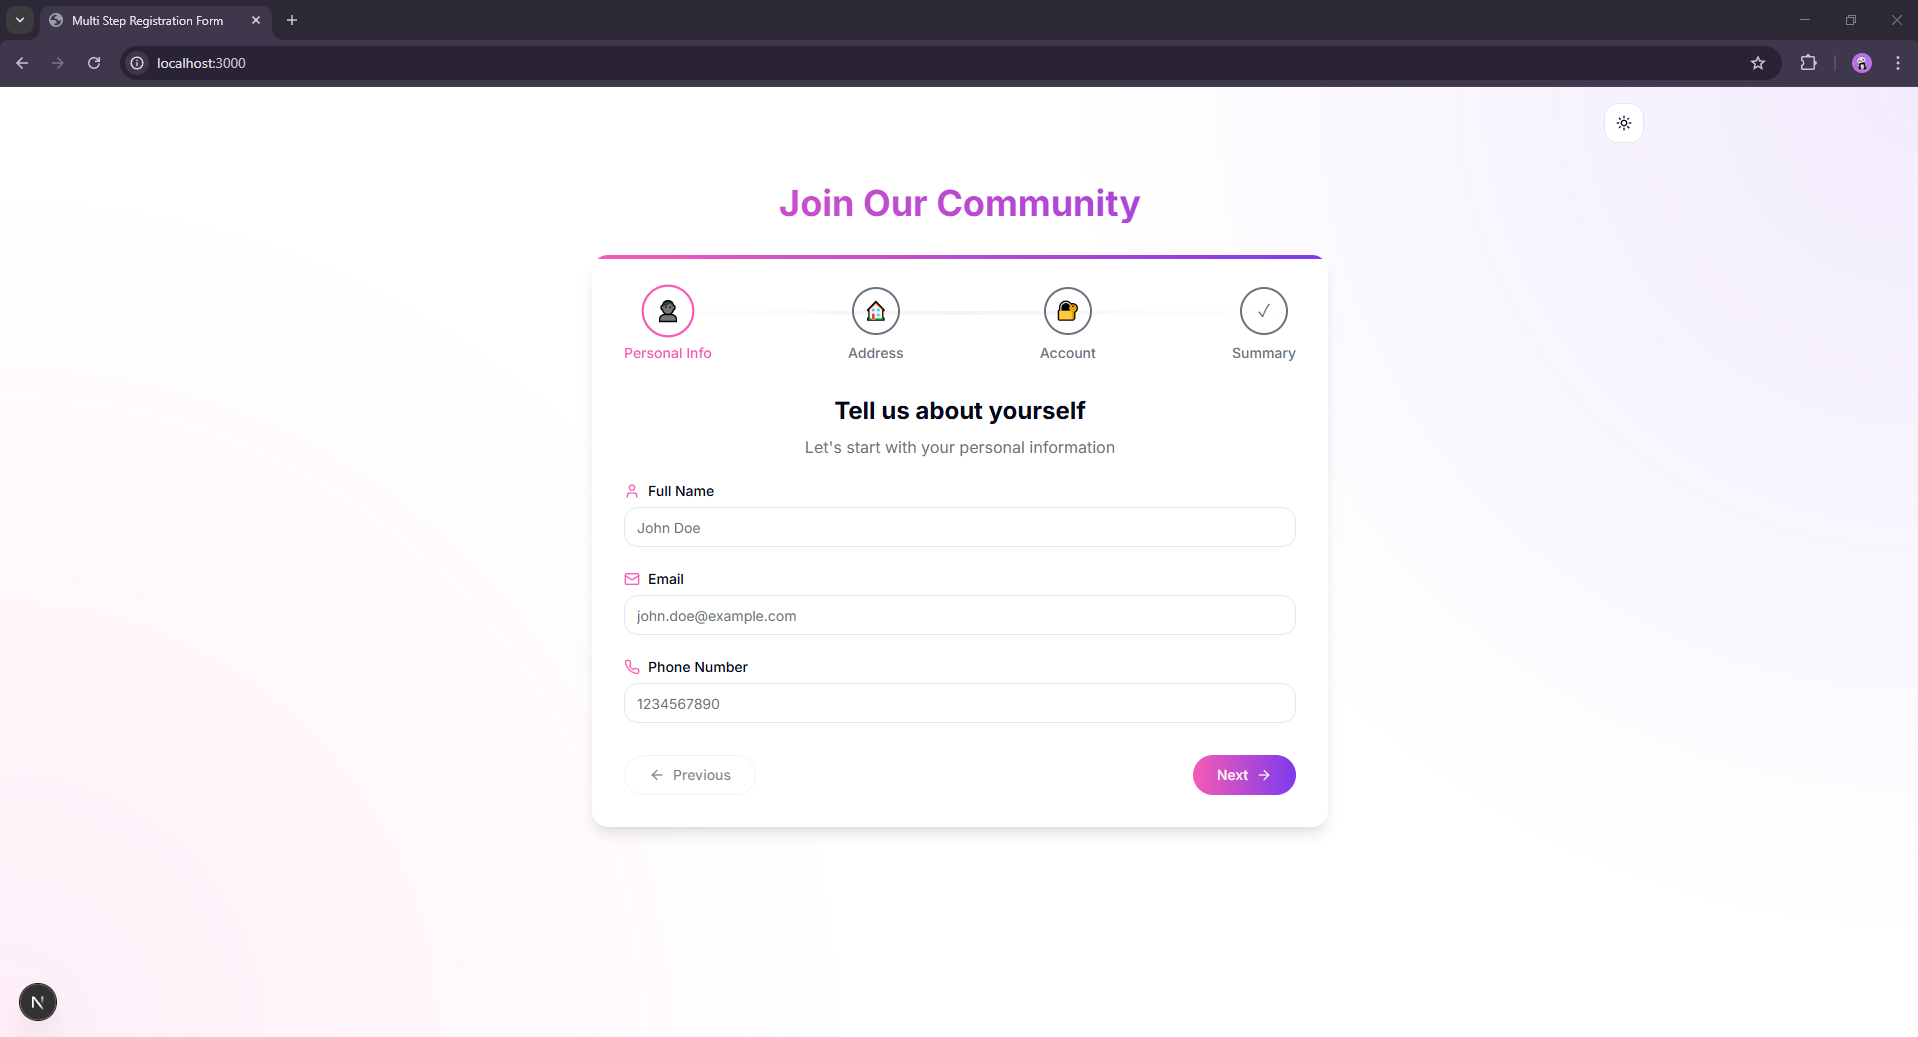 Multi Step Registration Form
localhost:3000
Join Our Community
Personal Info
Address
Account
Summary
Tell us about yourself
Let's start with your personal information
Full Name
John Doe
Email
john.doe@example.com
Phone Number
1234567890
Previous
Next
N